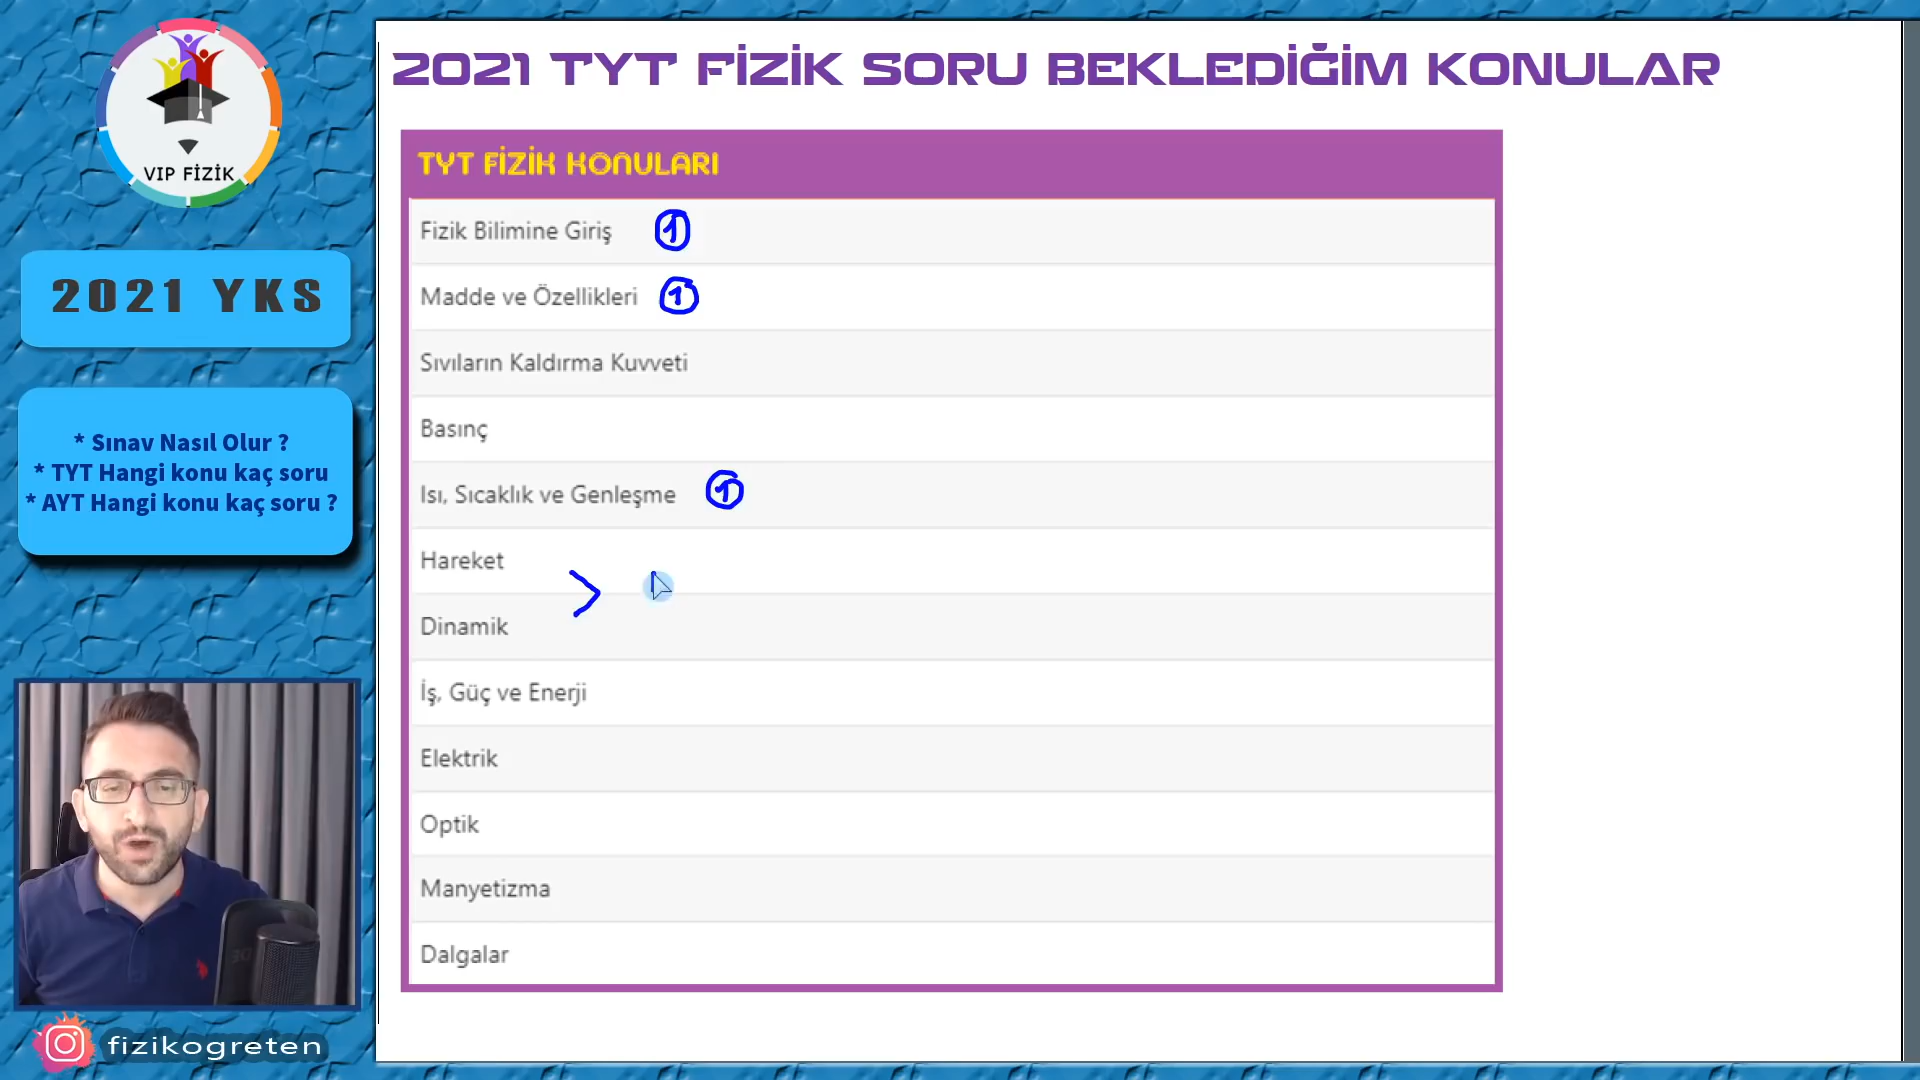 VIP FİZİK
2021 YKS
* Sınav Nasıl Olur ?
* TYT Hangi konu kaç soru
* AYT Hangi konu kaç soru ?
fizikogreten
2021 TYT FİZİK SORU BEKLEDİĞİM KONULAR
TYT FİZİK KONULARI
Fizik Bilimine Giriş 1
Madde ve Özellikleri 1
Sıvıların Kaldırma Kuvveti
Basınç
Isı, Sıcaklık ve Genleşme 1
Hareket
Dinamik
İş, Güç ve Enerji
Elektrik
Optik
Manyetizma
Dalgalar